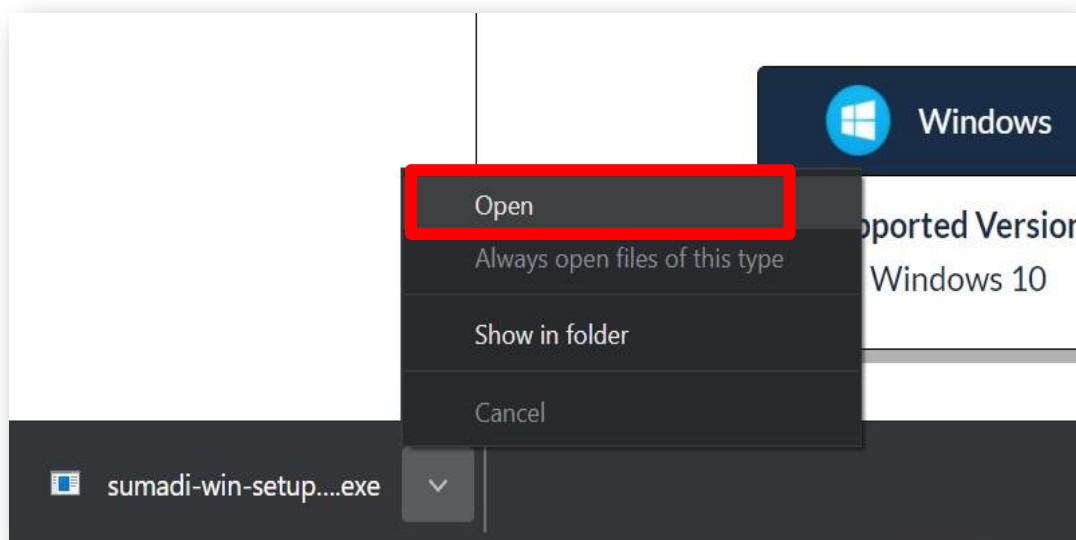 Windows
Open
pported Version
Always open files of this type
Windows 10
Show in folder
Cancel
sumadi-win-setup....exe